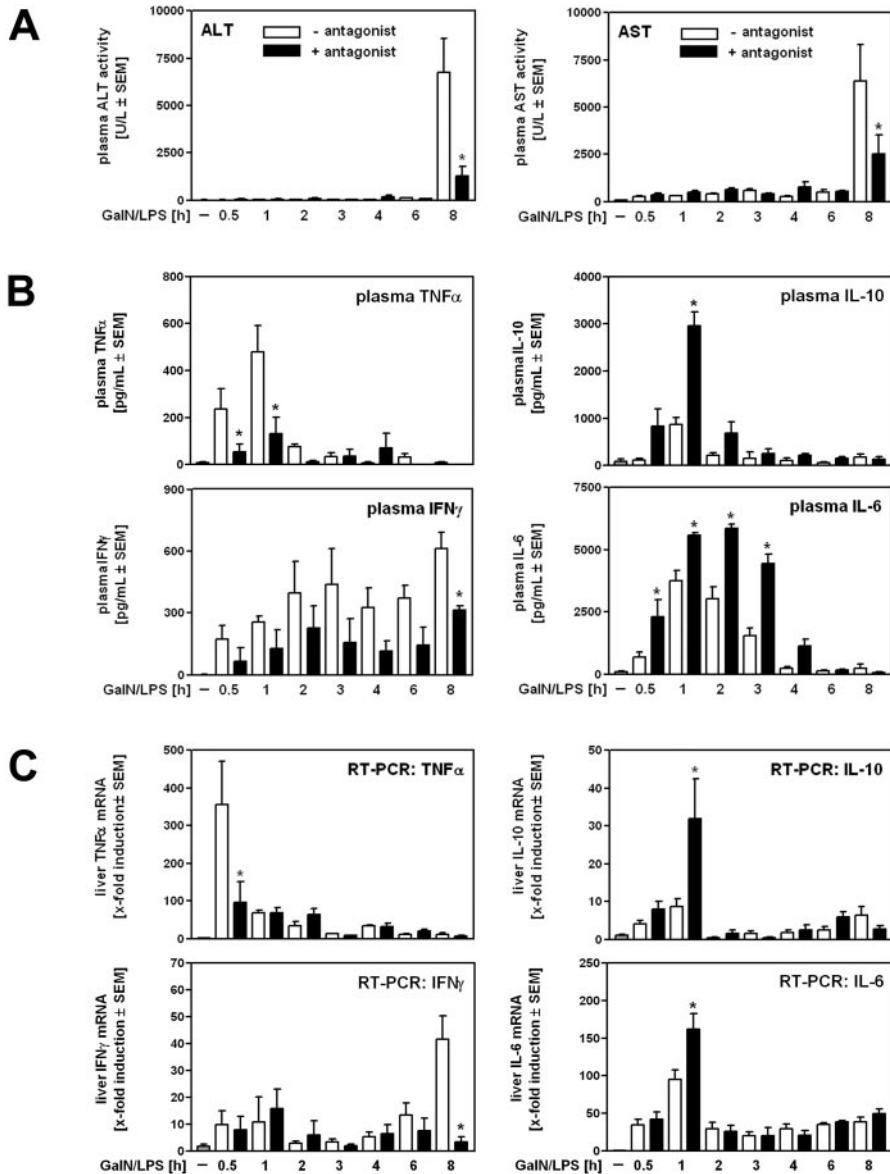 A
plasma ALT activity
[U/L ± SEM]
10000
7500
5000
2500
0
ALT
- antagonist
+ antagonist
*
GalN/LPS [h] – 0.5 1 2 3 4 6 8
plasma AST activity
[U/L ± SEM]
10000
7500
5000
2500
0
AST
- antagonist
+ antagonist
*
GalN/LPS [h] – 0.5 1 2 3 4 6 8
B
plasma TNFα
[pg/mL ± SEM]
800
600
400
200
0
plasma TNFα
* *
plasma IL-10
[pg/mL ± SEM]
4000
3000
2000
1000
0
plasma IL-10
*
plasma IFNγ
[pg/mL ± SEM]
900
600
300
0
plasma IFNγ
*
GalN/LPS [h] – 0.5 1 2 3 4 6 8
plasma IL-6
[pg/mL ± SEM]
7500
5000
2500
0
plasma IL-6
* * * *
GalN/LPS [h] – 0.5 1 2 3 4 6 8
C
liver TNFα mRNA
[x-fold induction± SEM]
500
400
300
200
100
0
RT-PCR: TNFα
*
liver IL-10 mRNA
[x-fold induction± SEM]
50
40
30
20
10
0
RT-PCR: IL-10
*
liver IFNγ mRNA
[x-fold induction ± SEM]
70
60
50
40
30
20
10
0
RT-PCR: IFNγ
*
GalN/LPS [h] – 0.5 1 2 3 4 6 8
liver IL-6 mRNA
[x-fold induction ± SEM]
250
200
150
100
50
0
RT-PCR: IL-6
*
GalN/LPS [h] – 0.5 1 2 3 4 6 8